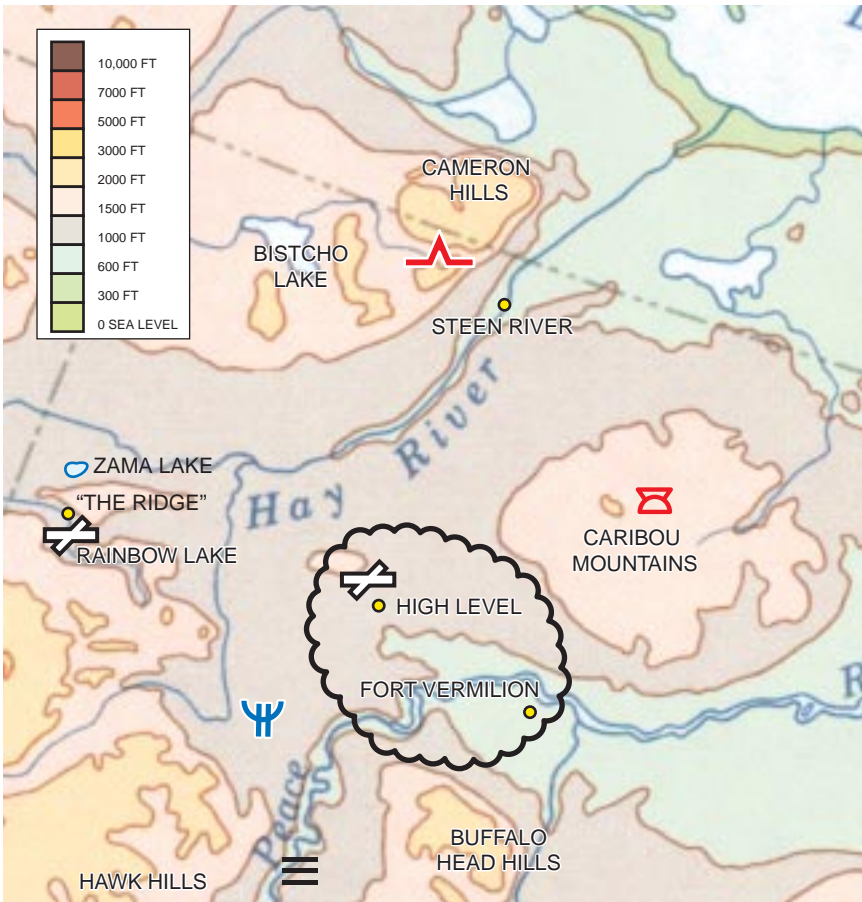 10,000 FT
7000 FT
5000 FT
3000 FT
2000 FT
1500 FT
1000 FT
600 FT
300 FT
0 SEA LEVEL
CAMERON
HILLS
BISTCHO
LAKE
STEEN RIVER
Hay River
ZAMA LAKE
“THE RIDGE”
RAINBOW LAKE
CARIBOU
MOUNTAINS
HIGH LEVEL
FORT VERMILION
R
Peace
BUFFALO
HEAD HILLS
HAWK HILLS